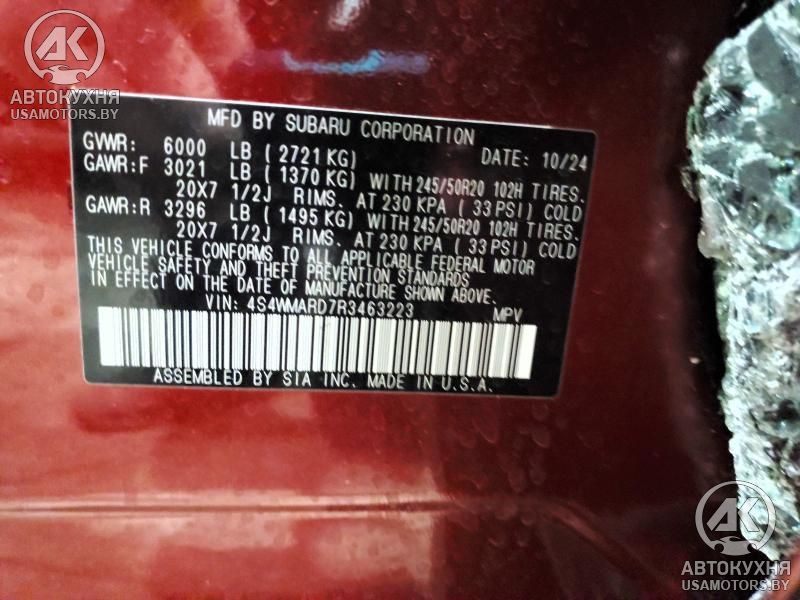 АК
АВТОКУХНЯ
USAMOTORS.BY
MFD BY SUBARU CORPORATION
GVWR: 6000 LB ( 2721 KG) DATE: 10/24
GAWR:F 3021 LB ( 1370 KG) WITH 245/50R20 102H TIRES.
20X7 1/2J RIMS. AT 230 KPA ( 33 PSI) COLD
GAWR:R 3296 LB ( 1495 KG) WITH 245/50R20 102H TIRES.
20X7 1/2J RIMS. AT 230 KPA ( 33 PSI) COLD
THIS VEHICLE CONFORMS TO ALL APPLICABLE FEDERAL MOTOR
VEHICLE SAFETY AND THEFT PREVENTION STANDARDS
IN EFFECT ON THE DATE OF MANUFACTURE SHOWN ABOVE.
VIN: 4S4WMARD7R3463223 MPV
ASSEMBLED BY SIA INC. MADE IN U.S.A.
АК
АВТОКУХНЯ
USAMOTORS.BY